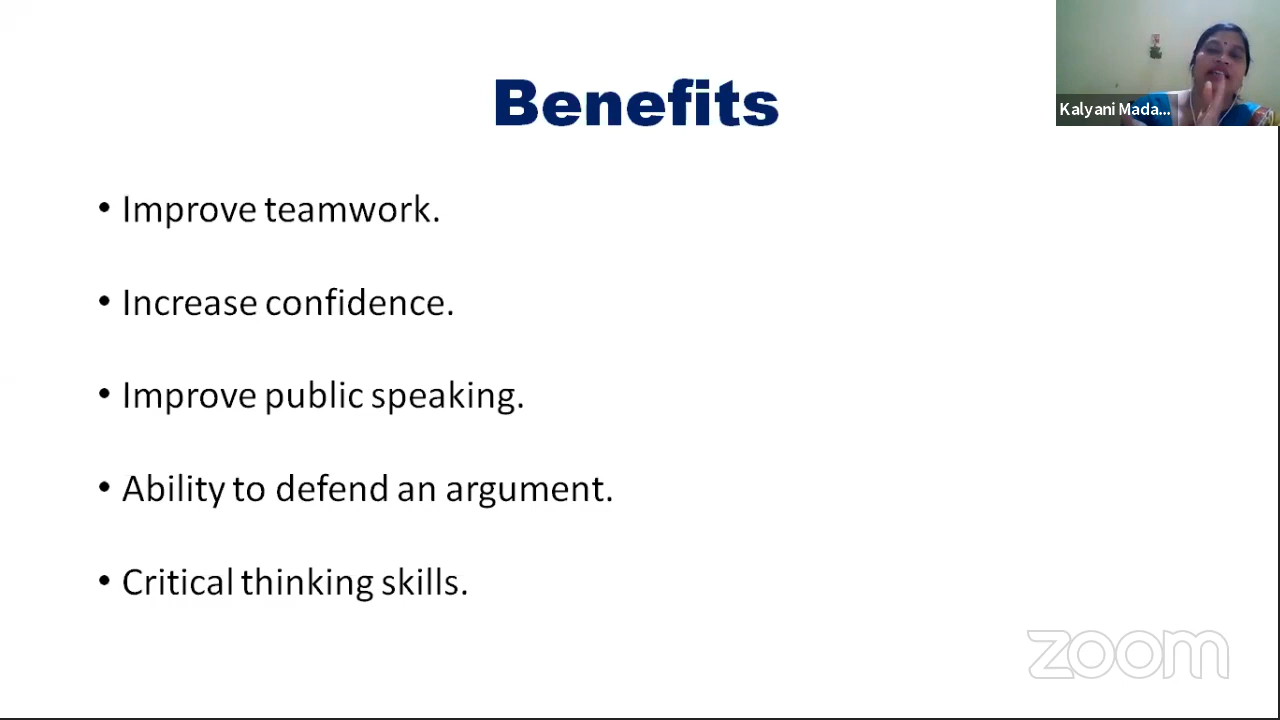 Benefits
Kalyani Mada...
• Improve teamwork.
• Increase confidence.
• Improve public speaking.
• Ability to defend an argument.
• Critical thinking skills.
zoom